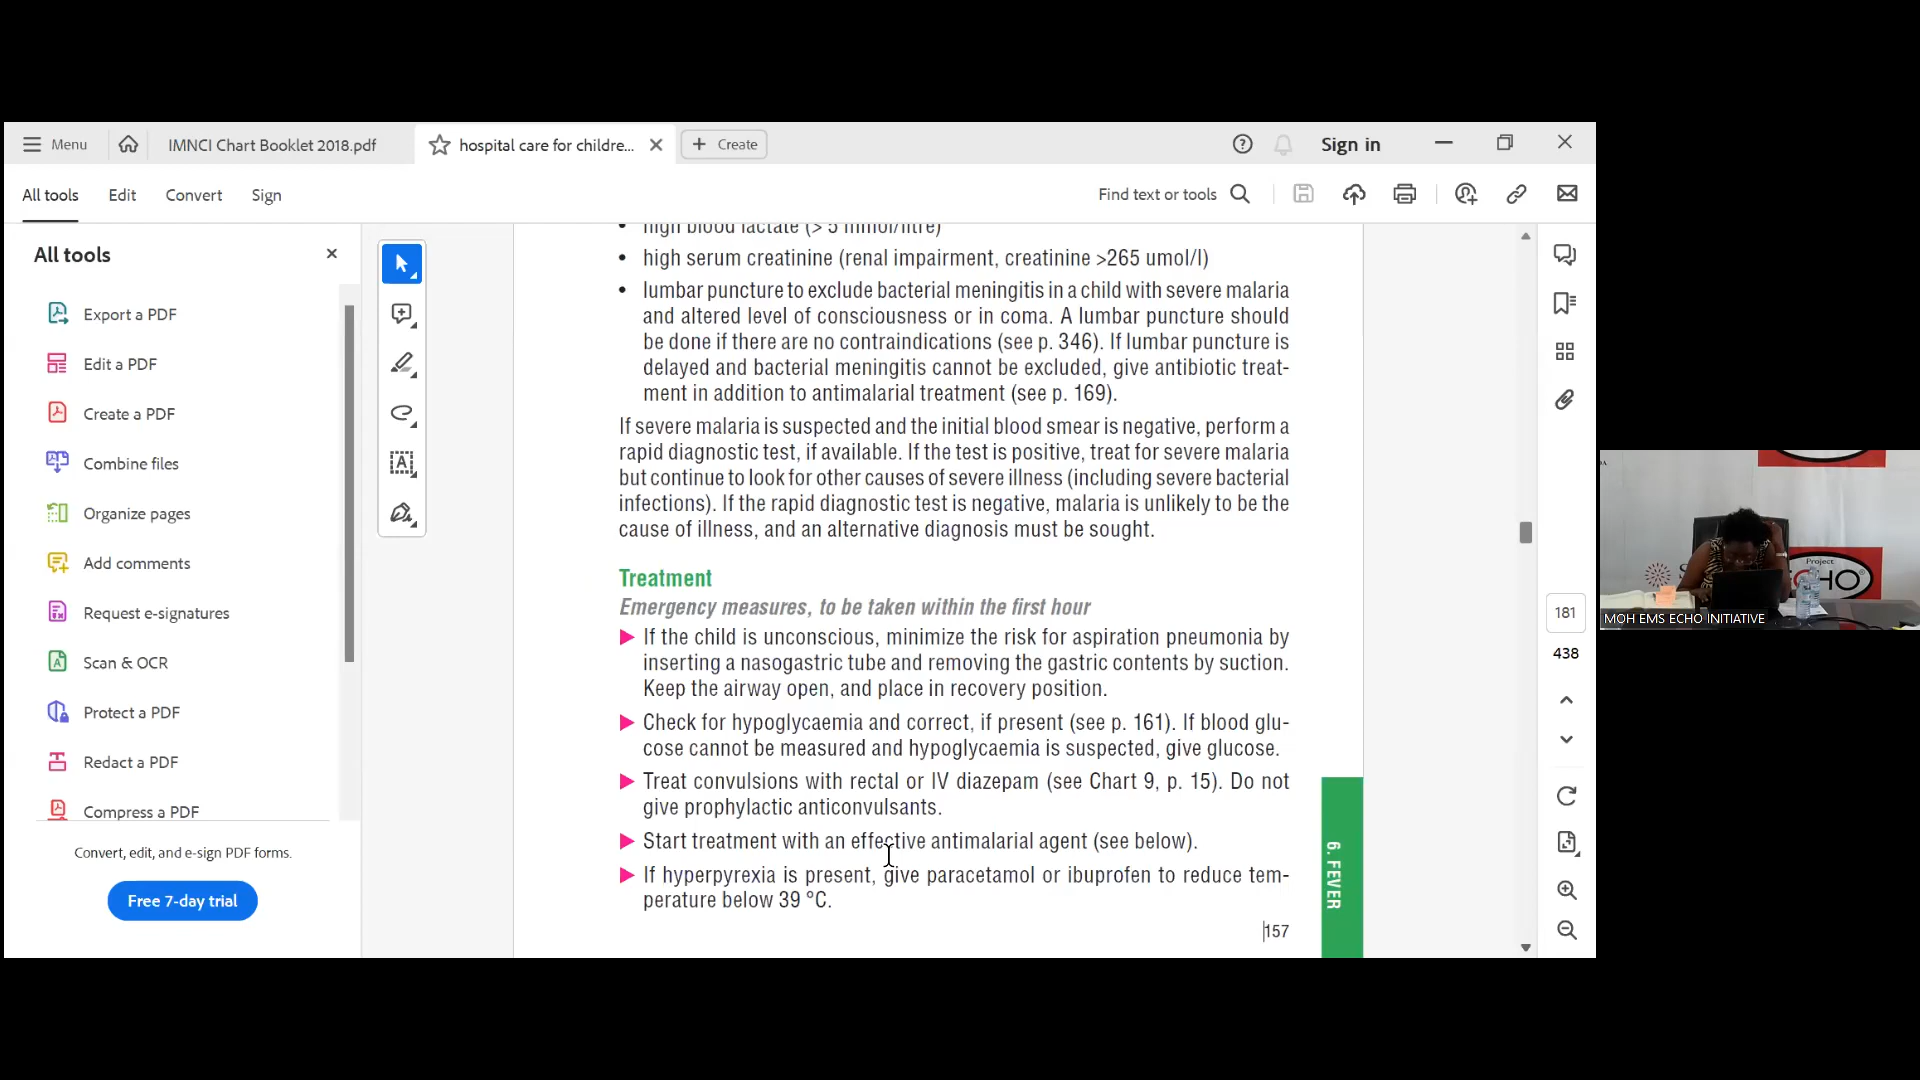 Menu
IMNCI Chart Booklet 2018.pdf
hospital care for childre...
Create
Sign in
All tools
Edit
Convert
Sign
Find text or tools
All tools
Export a PDF
Edit a PDF
Create a PDF
Combine files
Organize pages
Add comments
Request e-signatures
Scan & OCR
Protect a PDF
Redact a PDF
Compress a PDF
Convert, edit, and e-sign PDF forms.
Free 7-day trial
• high blood lactate (> 5 mmol/litre)
• high serum creatinine (renal impairment, creatinine >265 umol/l)
• lumbar puncture to exclude bacterial meningitis in a child with severe malaria
and altered level of consciousness or in coma. A lumbar puncture should
be done if there are no contraindications (see p. 346). If lumbar puncture is
delayed and bacterial meningitis cannot be excluded, give antibiotic treat-
ment in addition to antimalarial treatment (see p. 169).
If severe malaria is suspected and the initial blood smear is negative, perform a
rapid diagnostic test, if available. If the test is positive, treat for severe malaria
but continue to look for other causes of severe illness (including severe bacterial
infections). If the rapid diagnostic test is negative, malaria is unlikely to be the
cause of illness, and an alternative diagnosis must be sought.
Treatment
Emergency measures, to be taken within the first hour
▶ If the child is unconscious, minimize the risk for aspiration pneumonia by
inserting a nasogastric tube and removing the gastric contents by suction.
Keep the airway open, and place in recovery position.
▶ Check for hypoglycaemia and correct, if present (see p. 161). If blood glu-
cose cannot be measured and hypoglycaemia is suspected, give glucose.
▶ Treat convulsions with rectal or IV diazepam (see Chart 9, p. 15). Do not
give prophylactic anticonvulsants.
▶ Start treatment with an effective antimalarial agent (see below).
▶ If hyperpyrexia is present, give paracetamol or ibuprofen to reduce tem-
perature below 39 °C.
157
6. FEVER
181
438
Project
MOH EMS ECHO INITIATIVE